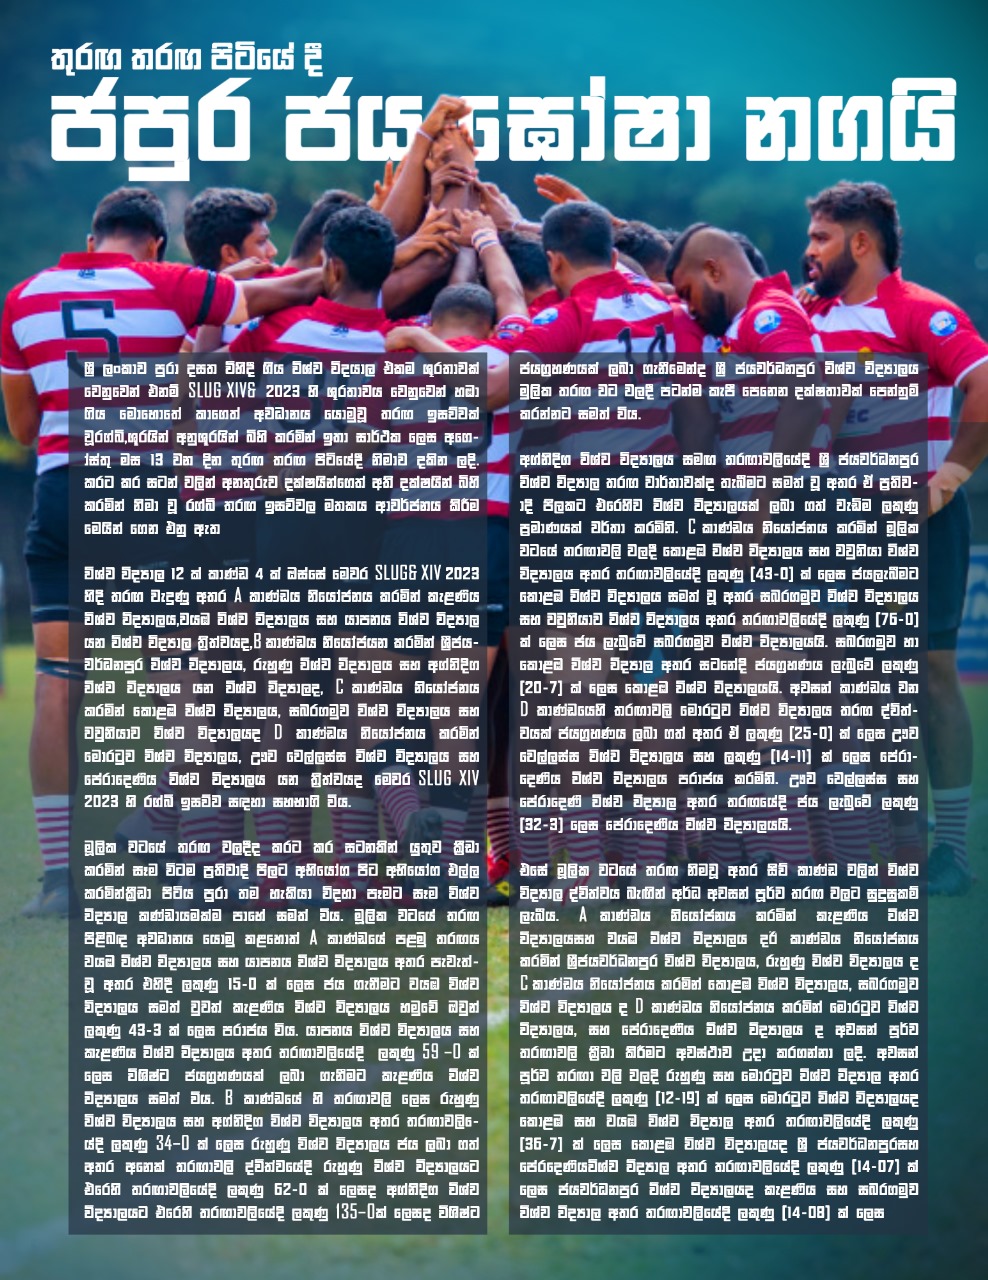 තුරඟ තරඟ පිටියේ දී
ජපුර ජය ඝෝෂා නගයි
ශ්‍රී ලංකාව පුරා දසත විහිදී ගිය විශ්ව විදයාල එකම ශූරතාවක්
වෙනුවෙන් එනම් SLUG XIV& 2023 හි ශූරතාවය වෙනුවෙන් හඹා
ගිය මොහොතේ කාගෙත් අවධානය යොමුවූ තරඟ ඉසව්වක්
වූරග්බි,ශූරයින් අනුශූරයින් බිහි කරමින් ඉතා සාර්ථක ලෙස අගෝ-
ෝස්තු මස 13 වන දින තුරඟ තරඟ පිටියේදී නිමාව දකින ලදි.
කරට කර සටන් වලින් අනතුරුව දක්ෂයින්ගෙත් අති දක්ෂයින් බිහි
කරමින් නිමා වූ රග්බි තරඟ ඉසව්වල මතකය ආවර්ජනය කිරීම
මෙයින් ගෙන එනු ඇත
විශ්ව විද්‍යාල 12 ක් කාණ්ඩ 4 ක් ඔස්සේ මෙවර SLUG& XIV 2023
හිදී තරඟ වැදුණු අතර A කාණ්ඩය නියෝජනය කරමින් කැළණිය
විශ්ව විද්‍යාලය,වයඹ විශ්ව විද්‍යාලය සහ යාපනය විශ්ව විද්‍යාලය
යන විශ්ව විද්‍යාල ත්‍රිත්වයද,B කාණ්ඩය නියෝජයන කරමින් ශ්‍රීජය-
වර්ධනපුර විශ්ව විද්‍යාලය, රුහුණු විශ්ව විද්‍යාලය සහ අග්නිදිග
විශ්ව විද්‍යාලය යන විශ්ව විද්‍යාලද, C කාණ්ඩය නියෝජනය
කරමින් කොළඹ විශ්ව විද්‍යාලය, සබරගමුව විශ්ව විද්‍යාලය සහ
වවුනියාව විශ්ව විද්‍යාලයද D කාණ්ඩය නියෝජනය කරමින්
මොරටුව විශ්ව විද්‍යාලය, ඌව වෙල්ලස්ස විශ්ව විද්‍යාලය සහ
පේරාදෙණිය විශ්ව විද්‍යාලය යන ත්‍රිත්වයද මෙවර SLUG XIV
2023 හි රග්බි ඉසව්ව සඳහා සහභාගි විය.
මූලික වටයේ තරඟ වලදීද කරට කර සටනකින් යුතුව ක්‍රීඩා
කරමින් සෑම විටම ප්‍රතිවාදි පිලට අභියෝග පිට අභියෝග එල්ල
කරමින්ක්‍රීඩා පිටිය පුරා තම හැකියා විදහා පෑමට සෑම විශ්ව
විද්‍යාල කණ්ඩායමක්ම පාහේ සමත් විය. මූලික වටයේ තරඟ
පිළිබඳ අවධානය යොමු කළහොත් A කාණ්ඩයේ පළමු තරඟය
වයඹ විශ්ව විද්‍යාලය සහ යාපනය විශ්ව විද්‍යාලය අතර පැවැත්-
වූ අතර එහිදී ලකුණු 15-0 ක් ලෙස ජය ගැනීමට වයඹ විශ්ව
විද්‍යාලය සමත් වුවත් කැළණිය විශ්ව විද්‍යාලය හමුවේ ඔවුන්
ලකුණු 43-3 ක් ලෙස පරාජය විය. යාපනය විශ්ව විද්‍යාලය සහ
කැළණිය විශ්ව විද්‍යාලය අතර තරඟාවලියේදී ලකුණු 59 –0 ක්
ලෙස විශිෂ්ට ජයග්‍රහණයක් ලබා ගැනීමට කැළණිය විශ්ව
විද්‍යාලය සමත් විය. B කාණ්ඩයේ හි තරඟාවලි ලෙස රුහුණු
විශ්ව විද්‍යාලය සහ අග්නිදිග විශ්ව විද්‍යාලය අතර තරඟාවලියේ-
යේදී ලකුණු 34–0 ක් ලෙස රුහුණු විශ්ව විද්‍යාලය ජය ලබා ගත්
අතර අනෙක් තරඟාවලි ද්විත්වයේදී රුහුණු විශ්ව විද්‍යාලයට
එරෙහි තරඟාවලියේදී ලකුණු 62-0 ක් ලෙසද අග්නිදිග විශ්ව
විද්‍යාලයට එරෙහි තරඟාවලියේදී ලකුණු 135–0ක් ලෙසද විශිෂ්ට
ජයග්‍රහණයක් ලබා ගැනීමෙන්ද ශ්‍රී ජයවර්ධනපුර විශ්ව විද්‍යාලය
මුලික තරඟ වට වලදී පටන්ම කැපී පෙනෙන දක්ෂතාවක් පෙන්නුම්
කරන්නට සමත් විය.
අග්නිදිග විශ්ව විද්‍යාලය සමඟ තරඟාවලියේදී ශ්‍රී ජයවර්ධනපුර
විශ්ව විද්‍යාල තරඟ වාර්තාවක්ද තැබීමට සමත් වූ අතර ඒ ප්‍රතිව-
ාදී පිලකට එරෙහිව විශ්ව විද්‍යාලයක් ලබා ගත් වැඩිම ලකුණු
ප්‍රමාණයක් වර්තා කරමිනි. C කාණ්ඩය නියෝජනය කරමින් මූලික
වටයේ තරඟාවලි වලදී කොළඹ විශ්ව විද්‍යාලය සහ වවුනියා විශ්ව
විද්‍යාලය අතර තරඟාවලියේදී ලකුණු (43-0) ක් ලෙස ජයලැබීමට
කොළඹ විශ්ව විද්‍යාලය සමත් වූ අතර සබරගමුව විශ්ව විද්‍යාලය
සහ වවුනියාව විශ්ව විද්‍යාලය අතර තරඟාවලියේදී ලකුණු (76-0)
ක් ලෙස ජය ලැබුවේ සබරගමුව විශ්ව විද්‍යාලයයි. සබරගමුව හා
කොළඹ විශ්ව විද්‍යාල අතර සටනේදී ජයග්‍රහණය ලැබුවේ ලකුණු
(20-7) ක් ලෙස කොළඹ විශ්ව විද්‍යාලයයි. අවසන් කාණ්ඩය වන
D කාණ්ඩයෙහි තරඟාවලි මොරටුව විශ්ව විද්‍යාලය තරඟ ද්විත්-
වයක් ජයග්‍රහණය ලබා ගත් අතර ඒ ලකුණු (25-0) ක් ලෙස ඌව
වෙල්ලස්ස විශ්ව විද්‍යාලය සහ ලකුණු (14-11) ක් ලෙස පේරා-
දෙණිය විශ්ව විද්‍යාලය පරාජය කරමිනි. ඌව වෙල්ලස්ස සහ
පේරාදෙණි විශ්ව විද්‍යාල අතර තරඟයේදී ජය ලැබුවේ ලකුණු
(32-3) ලෙස පේරාදෙණිය විශ්ව විද්‍යාලයයි.
එසේ මූලික වටයේ තරඟ නිමවූ අතර සිව් කාණ්ඩ වලින් විශ්ව
විද්‍යාල ද්විත්වය බැඟින් අර්ධ අවසන් පූර්ව තරඟ වලට සුදුසුකම්
ලැබීය. A කාණ්ඩය නියෝජනය කරමින් කැළණිය විශ්ව
විද්‍යාලයසහ වයඹ විශ්ව විද්‍යාලය දඊ කාණ්ඩය නියෝජනය
කරමින් ශ්‍රීජයවර්ධනපුර විශ්ව විද්‍යාලය, රුහුණු විශ්ව විද්‍යාලය ද
C කාණ්ඩය නියෝජනය කරමින් කොළඹ විශ්ව විද්‍යාලය, සබරගමුව
විශ්ව විද්‍යාලය ද D කාණ්ඩය නියෝජනය කරමින් මොරටුව විශ්ව
විද්‍යාලය, සහ පේරාදෙණිය විශ්ව විද්‍යාලය ද අවසන් පූර්ව
තරඟාවලි ක්‍රීඩා කිරීමට අවස්ථාව උදා කරගන්නා ලදී. අවසන්
පූර්ව තරඟා වලි වලදී රුහුණු සහ මොරටුව විශ්ව විද්‍යාල අතර
තරඟාවලියේදී ලකුණු (12-19) ක් ලෙස මොරටුව විශ්ව විද්‍යාලයද
කොළඹ සහ වයඹ විශ්ව විද්‍යාල අතර තරඟාවලියේදී ලකුණු
(36-7) ක් ලෙස කොළඹ විශ්ව විද්‍යාලයද ශ්‍රී ජයවර්ධනපුරසහ
පේරදෙණියවිශ්ව විද්‍යාල අතර තරඟාවලියේදී ලකුණු (14-07) ක්
ලෙස ජයවර්ධනපුර විශ්ව විද්‍යාලයද කැළණිය සහ සබරගමුව
විශ්ව විද්‍යාල අතර තරඟාවලියේදී ලකුණු (14-08) ක් ලෙස